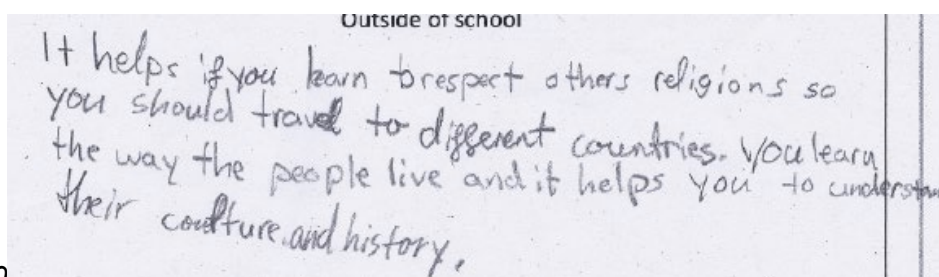 Outside of school
It helps if you learn to respect others religions so
you should travel to different countries. You learn
the way the people live and it helps you to understan
their coulture and history.